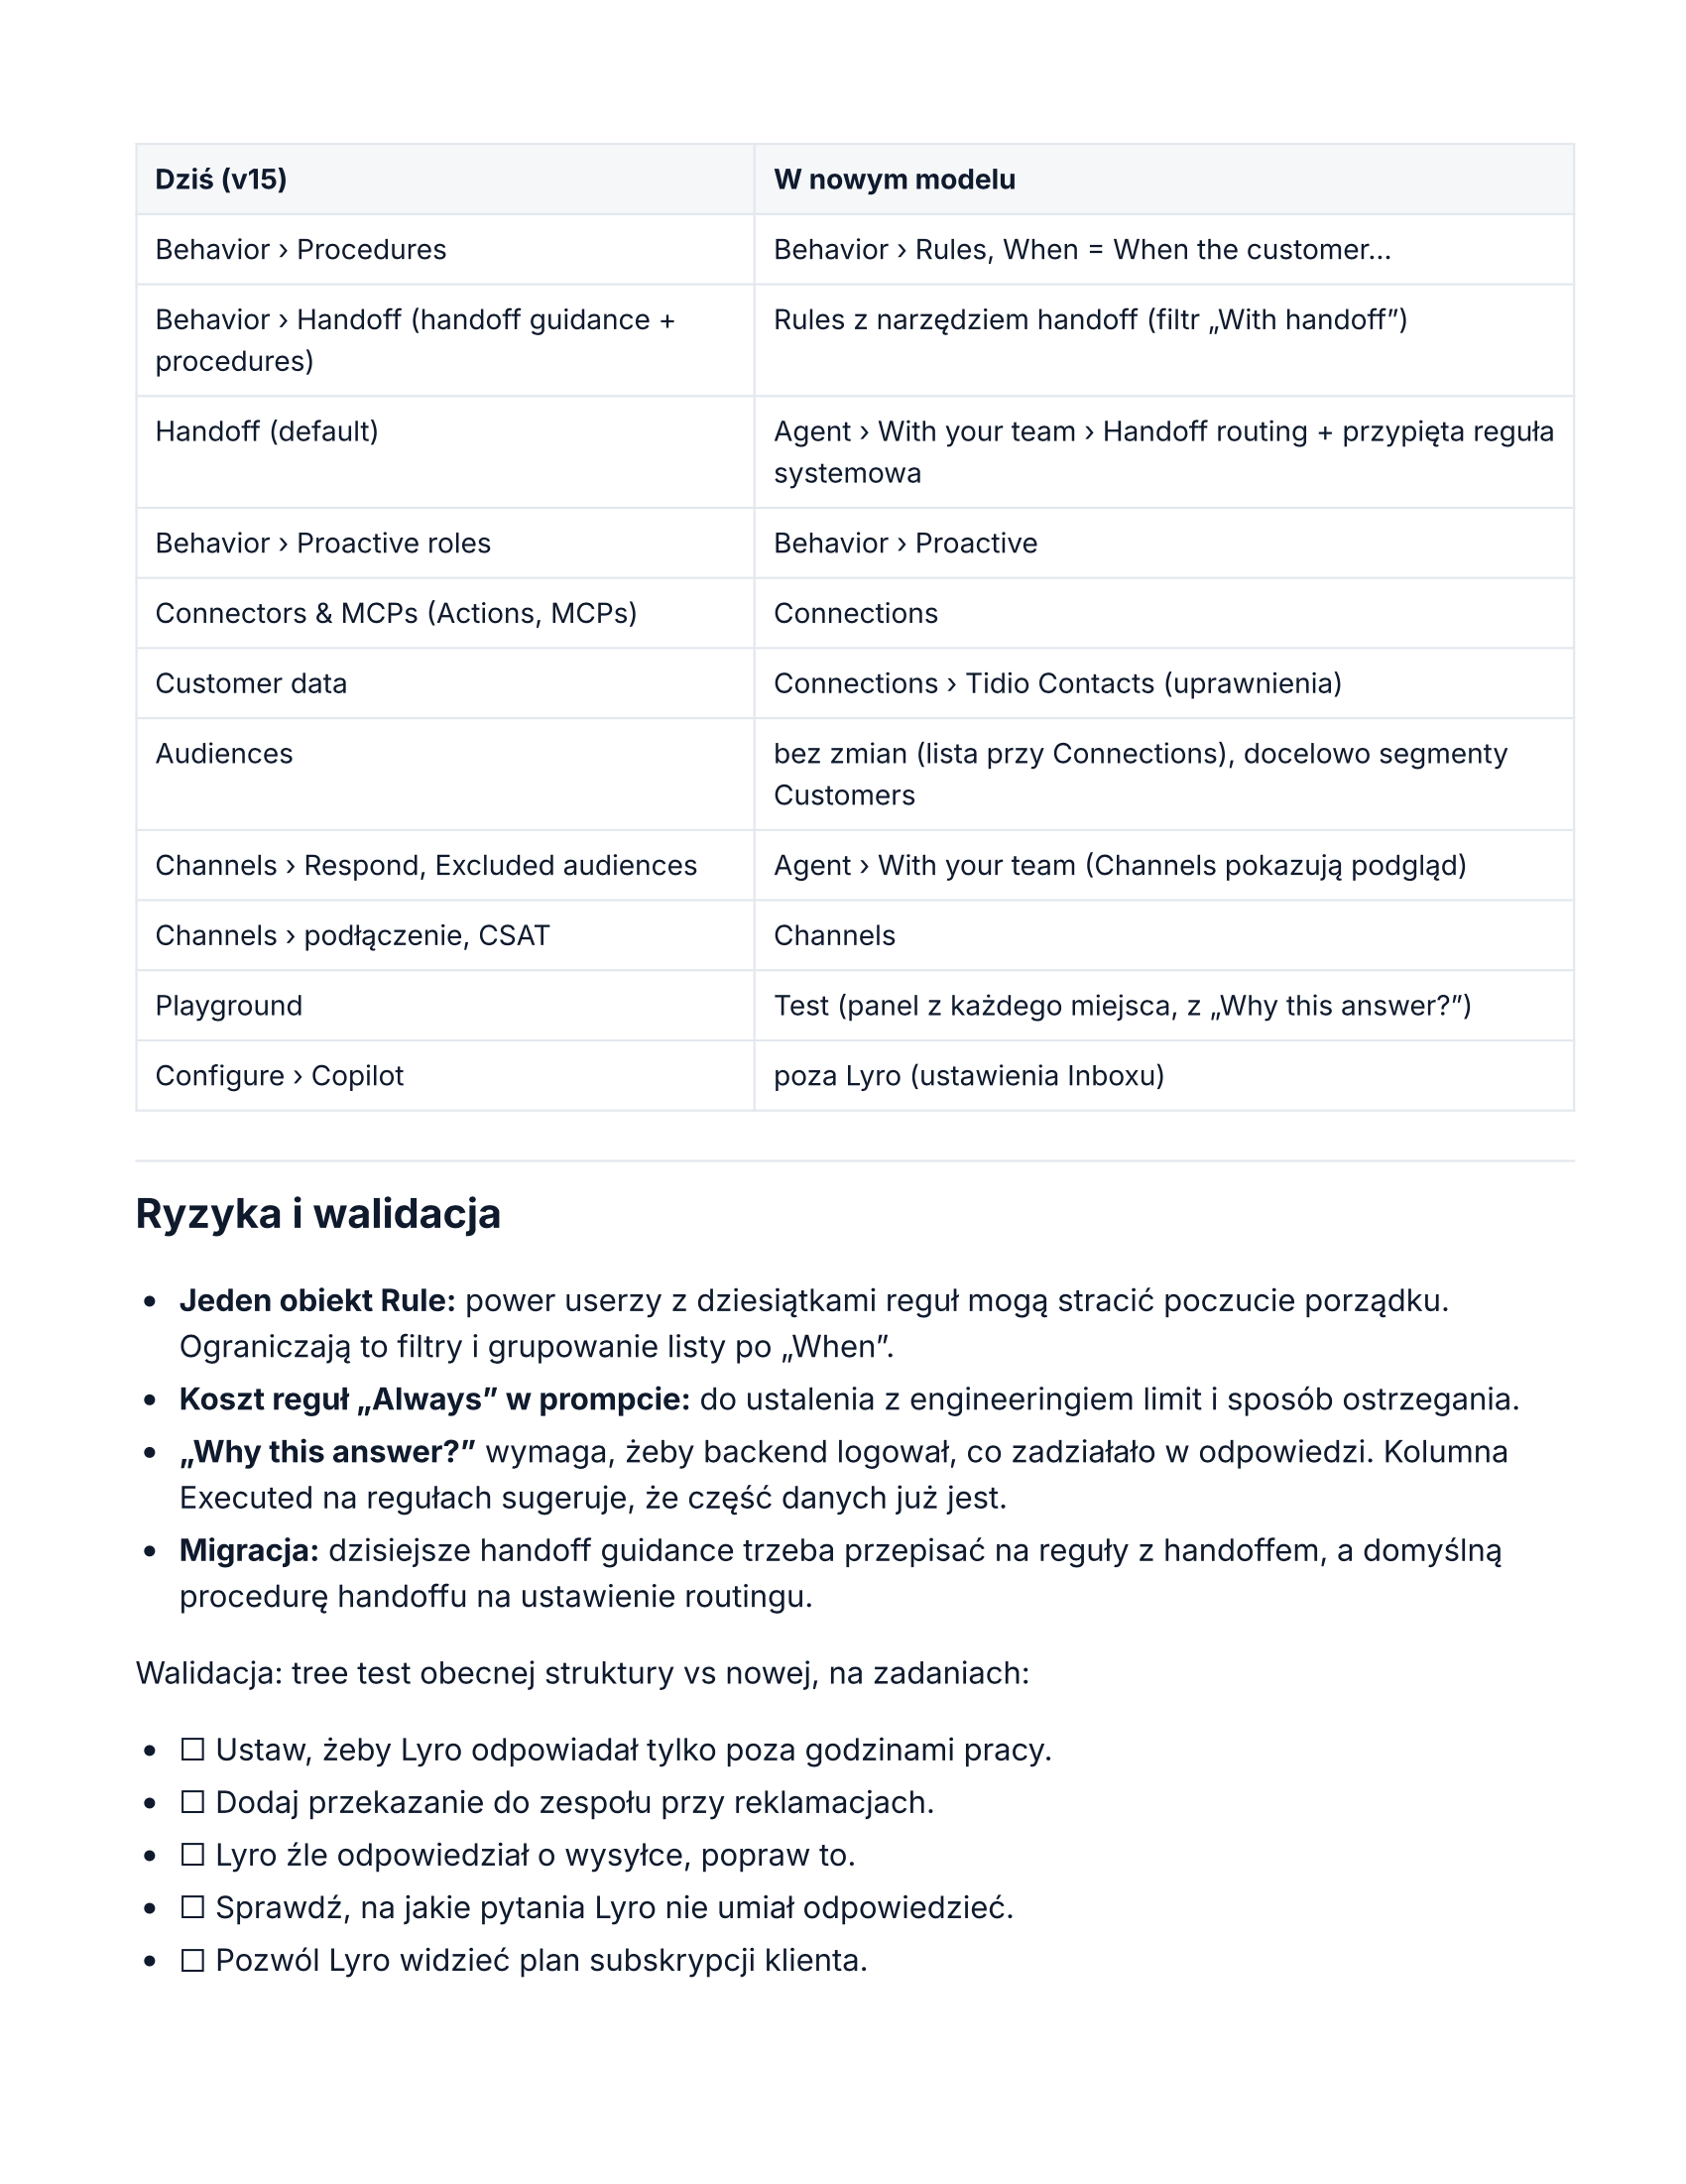 Dziś (v15)
W nowym modelu
Behavior › Procedures
Behavior › Rules, When = When the customer…
Behavior › Handoff (handoff guidance +
procedures)
Rules z narzędziem handoff (filtr „With handoff”)
Handoff (default)
Agent › With your team › Handoff routing + przypięta reguła
systemowa
Behavior › Proactive roles
Behavior › Proactive
Connectors & MCPs (Actions, MCPs)
Connections
Customer data
Connections › Tidio Contacts (uprawnienia)
Audiences
bez zmian (lista przy Connections), docelowo segmenty
Customers
Channels › Respond, Excluded audiences
Agent › With your team (Channels pokazują podgląd)
Channels › podłączenie, CSAT
Channels
Playground
Test (panel z każdego miejsca, z „Why this answer?”)
Configure › Copilot
poza Lyro (ustawienia Inboxu)
Ryzyka i walidacja
• Jeden obiekt Rule: power userzy z dziesiątkami reguł mogą stracić poczucie porządku.
Ograniczają to filtry i grupowanie listy po „When”.
• Koszt reguł „Always” w prompcie: do ustalenia z engineeringiem limit i sposób ostrzegania.
• „Why this answer?” wymaga, żeby backend logował, co zadziałało w odpowiedzi. Kolumna
Executed na regułach sugeruje, że część danych już jest.
• Migracja: dzisiejsze handoff guidance trzeba przepisać na reguły z handoffem, a domyślną
procedurę handoffu na ustawienie routingu.
Walidacja: tree test obecnej struktury vs nowej, na zadaniach:
• ☐ Ustaw, żeby Lyro odpowiadał tylko poza godzinami pracy.
• ☐ Dodaj przekazanie do zespołu przy reklamacjach.
• ☐ Lyro źle odpowiedział o wysyłce, popraw to.
• ☐ Sprawdź, na jakie pytania Lyro nie umiał odpowiedzieć.
• ☐ Pozwól Lyro widzieć plan subskrypcji klienta.